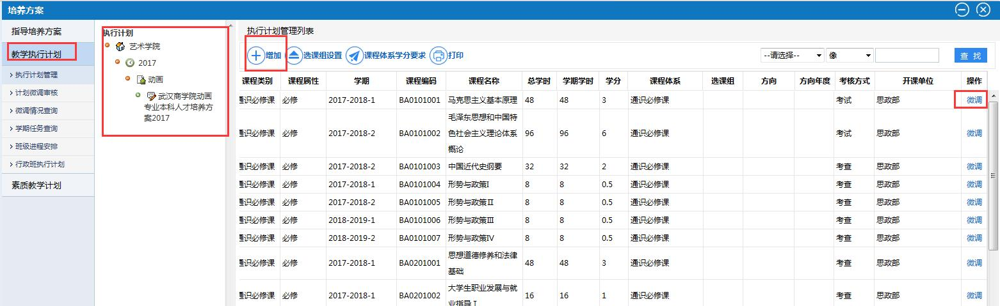 培养方案
指导培养方案
教学执行计划
执行计划管理
计划微调审核
微调情况查询
学期任务查询
班级进程安排
行政班执行计划
素质教学计划
执行计划
艺术学院
2017
动画
武汉商学院动画
专业本科人才培养方
案2017
执行计划管理列表
增加 选课组设置 课程体系学分要求 打印 --请选择-- 像 查 找
课程类别 课程属性 学期 课程编码 课程名称 总学时 学期学时 学分 课程体系 选课组 方向 方向年度 考核方式 开课单位 操作
通识必修课 必修 2017-2018-1 BA0101001 马克思主义基本原理 48 48 3 通识必修课 考试 思政部 微调
毛泽东思想和中国特
通识必修课 必修 2017-2018-2 BA0101002 色社会主义理论体系 96 96 6 通识必修课 考试 思政部 微调
概论
通识必修课 必修 2017-2018-2 BA0101003 中国近代史纲要 32 32 2 通识必修课 考查 思政部 微调
通识必修课 必修 2017-2018-1 BA0101004 形势与政策Ⅰ 8 8 0.5 通识必修课 考查 思政部 微调
通识必修课 必修 2017-2018-2 BA0101005 形势与政策Ⅱ 8 8 0.5 通识必修课 考查 思政部 微调
通识必修课 必修 2018-2019-1 BA0101006 形势与政策Ⅲ 8 8 0.5 通识必修课 考查 思政部 微调
通识必修课 必修 2018-2019-2 BA0101007 形势与政策Ⅳ 8 8 0.5 通识必修课 考查 思政部 微调
思想道德修养和法律
通识必修课 必修 2017-2018-1 BA0201001 48 48 3 通识必修课 考查 思政部 微调
基础
大学生职业发展与就
通识必修课 必修 2017-2018-1 BA0201002 16 16 1 通识必修课 考查 思政部 微调
业指导Ⅰ